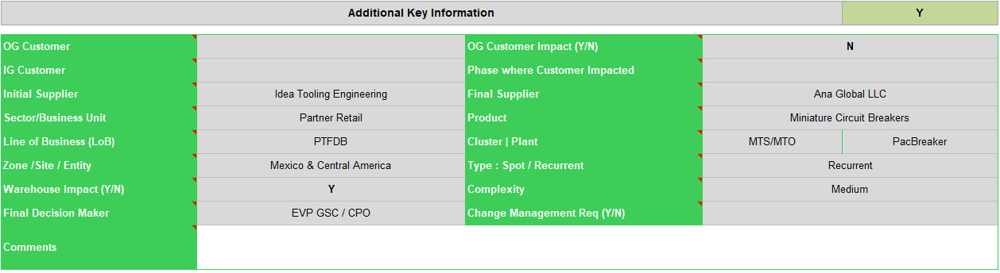 Additional Key Information Y
OG Customer OG Customer Impact (Y/N) N
IG Customer Phase where Customer Impacted
Initial Supplier Idea Tooling Engineering Final Supplier Ana Global LLC
Sector/Business Unit Partner Retail Product Miniature Circuit Breakers
Line of Business (LoB) PTFDB Cluster | Plant MTS/MTO PacBreaker
Zone /Site / Entity Mexico & Central America Type : Spot / Recurrent Recurrent
Warehouse Impact (Y/N) Y Complexity Medium
Final Decision Maker EVP GSC / CPO Change Management Req (Y/N)
Comments